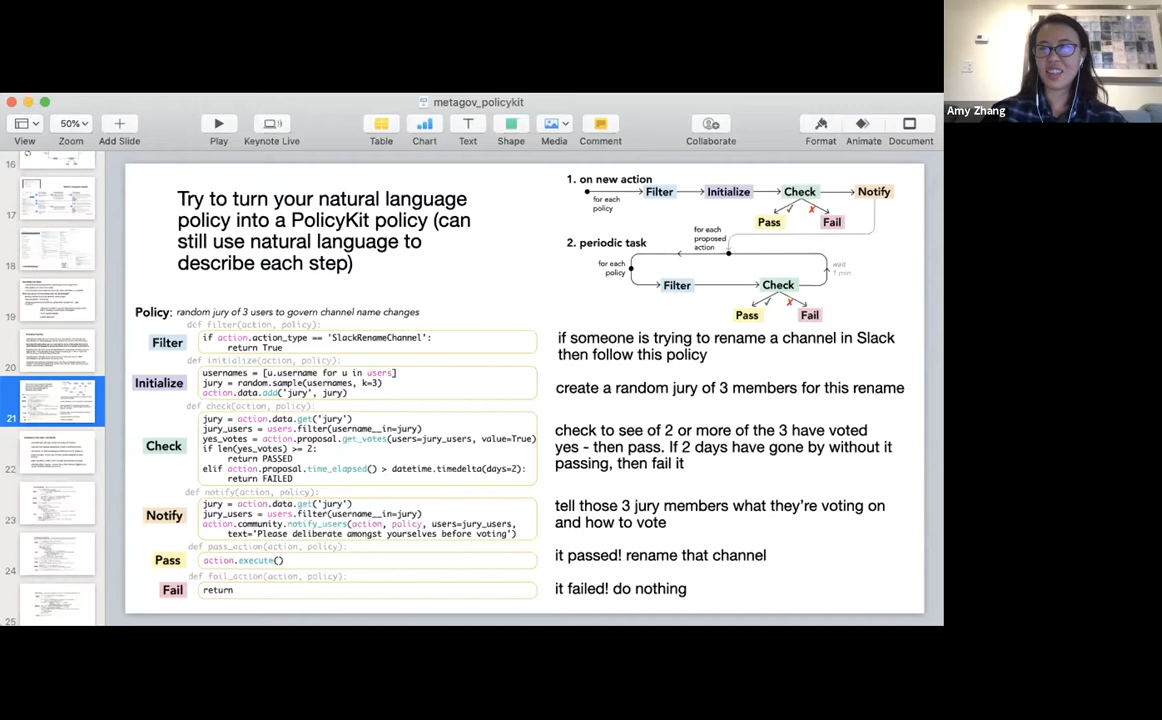 Amy Zhang
metagov_policykit
50%
View
Zoom
Add Slide
Play
Keynote Live
Table
Chart
Text
Shape
Media
Comment
Collaborate
Format
Animate
Document
16
17
18
19
20
21
22
23
24
25
Try to turn your natural language
policy into a PolicyKit policy (can
still use natural language to
describe each step)
1. on new action
for each
policy
Filter
Initialize
Check
Notify
Pass
Fail
2. periodic task
for each
proposed
action
for each
policy
wait
1 min
Filter
Check
Pass
Fail
Policy: random jury of 3 users to govern channel name changes
def filter(action, policy):
Filter
if action.action_type == 'SlackRenameChannel':
return True
if someone is trying to rename a channel in Slack
then follow this policy
def initialize(action, policy):
Initialize
usernames = [u.username for u in users]
jury = random.sample(usernames, k=3)
action.data.add('jury', jury)
create a random jury of 3 members for this rename
def check(action, policy):
Check
jury = action.data.get('jury')
jury_users = users.filter(username__in=jury)
yes_votes = action.proposal.get_votes(users=jury_users, value=True)
if len(yes_votes) >= 2:
return PASSED
elif action.proposal.time_elapsed() > datetime.timedelta(days=2):
return FAILED
check to see of 2 or more of the 3 have voted
yes - then pass. If 2 days have gone by without it
passing, then fail it
def notify(action, policy):
Notify
jury = action.data.get('jury')
jury_users = users.filter(username__in=jury)
action.community.notify_users(action, policy, users=jury_users,
text='Please deliberate amongst yourselves before voting')
tell those 3 jury members what they're voting on
and how to vote
def pass_action(action, policy):
Pass
action.execute()
it passed! rename that channel
def fail_action(action, policy):
Fail
return
it failed! do nothing